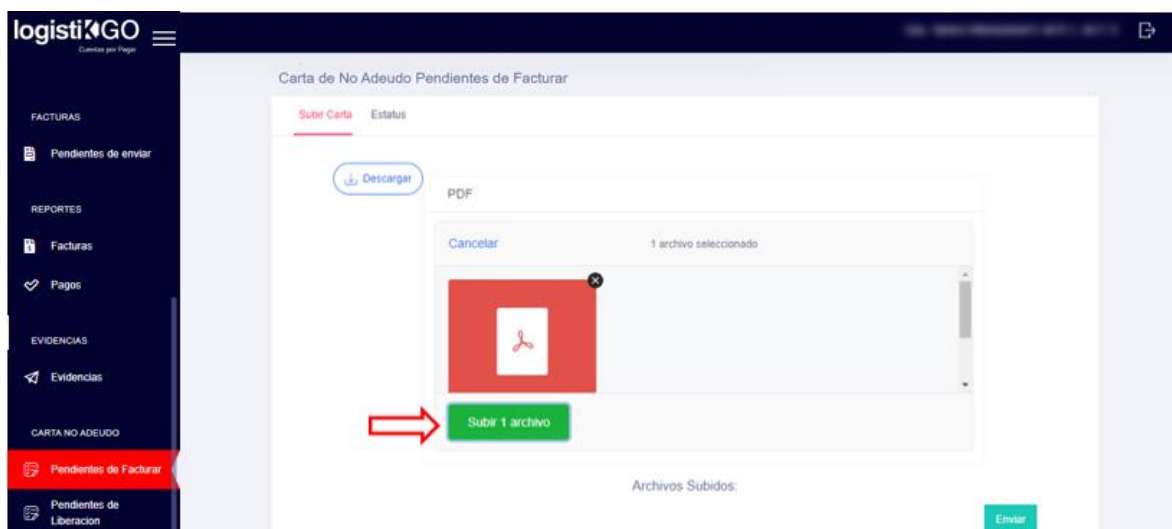 logistikGO
Cuentas por Pagar
FACTURAS
Pendientes de enviar
REPORTES
Facturas
Pagos
EVIDENCIAS
Evidencias
CARTA NO ADEUDO
Pendientes de Facturar
Pendientes de
Liberacion
Carta de No Adeudo Pendientes de Facturar
Subir Carta Estatus
Descargar
PDF
Cancelar 1 archivo seleccionado
Subir 1 archivo
Archivos Subidos:
Enviar